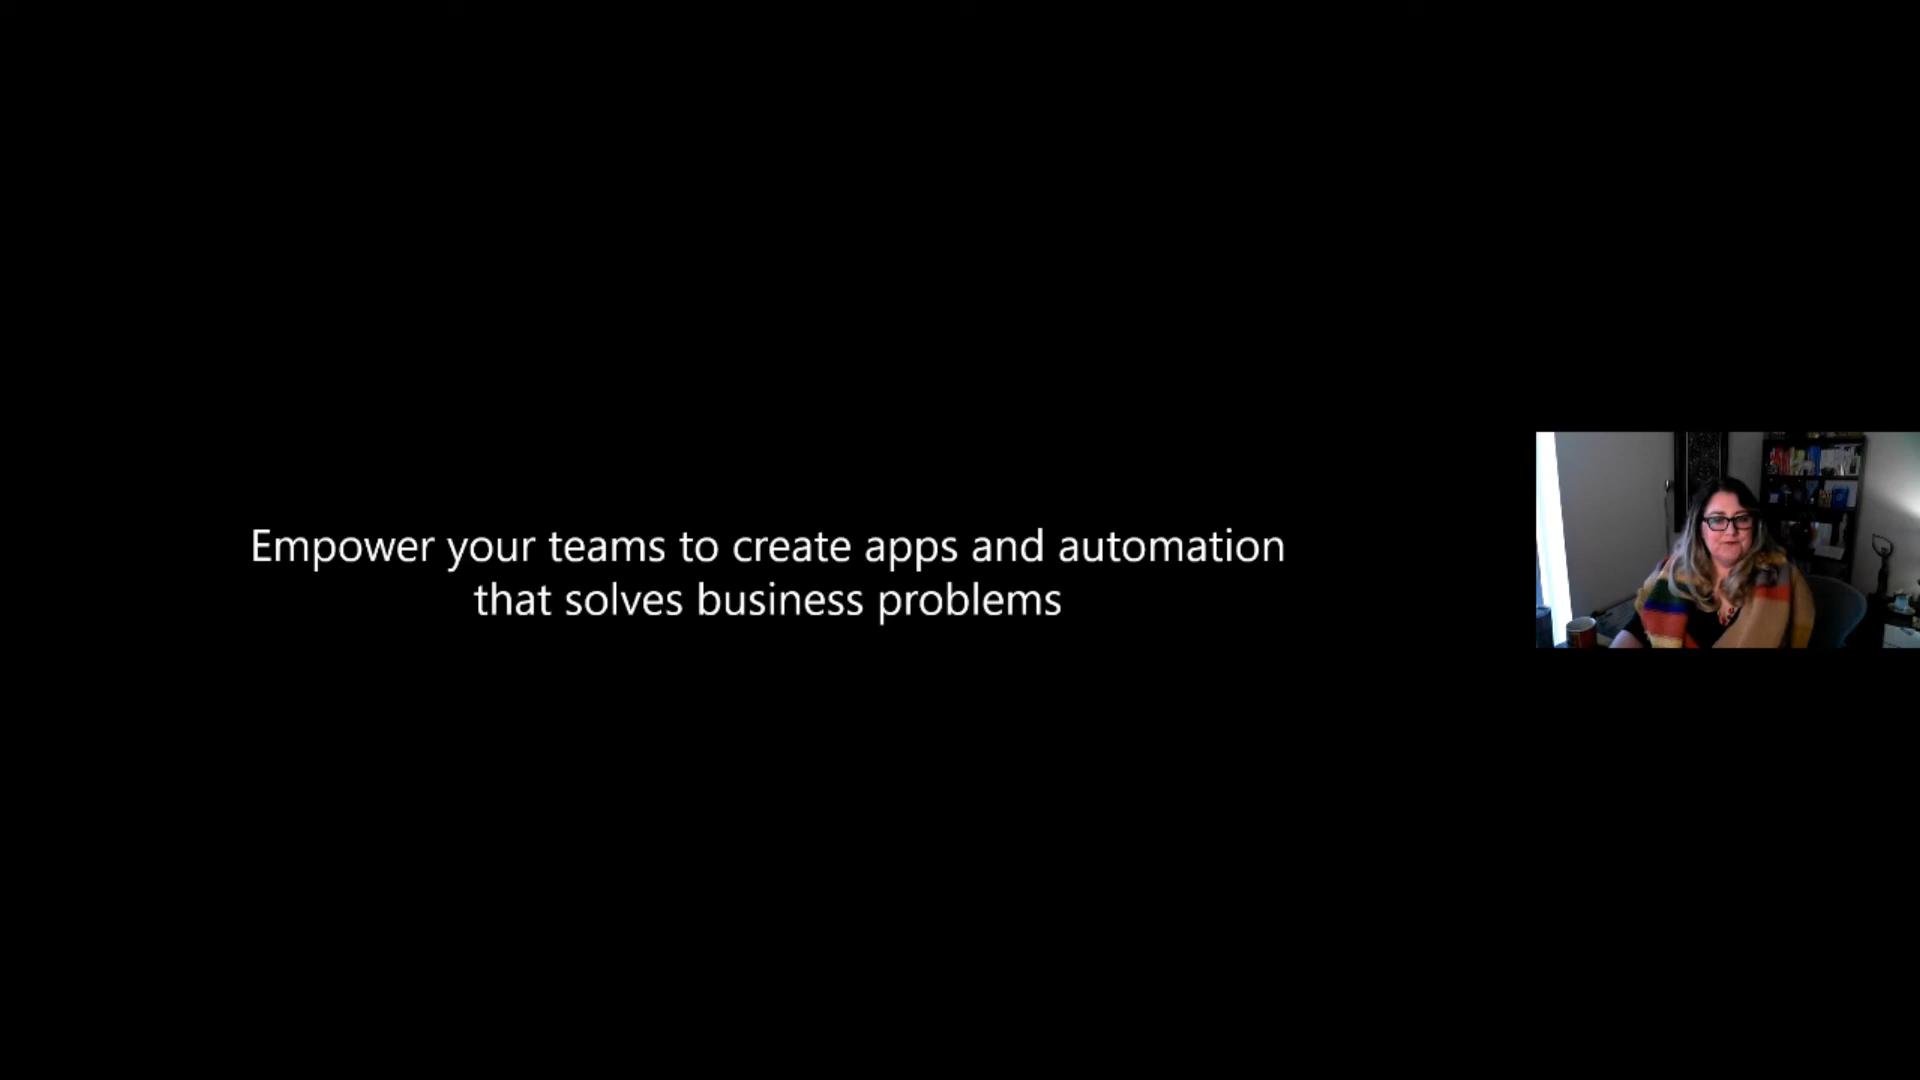 Empower your teams to create apps and automation
that solves business problems